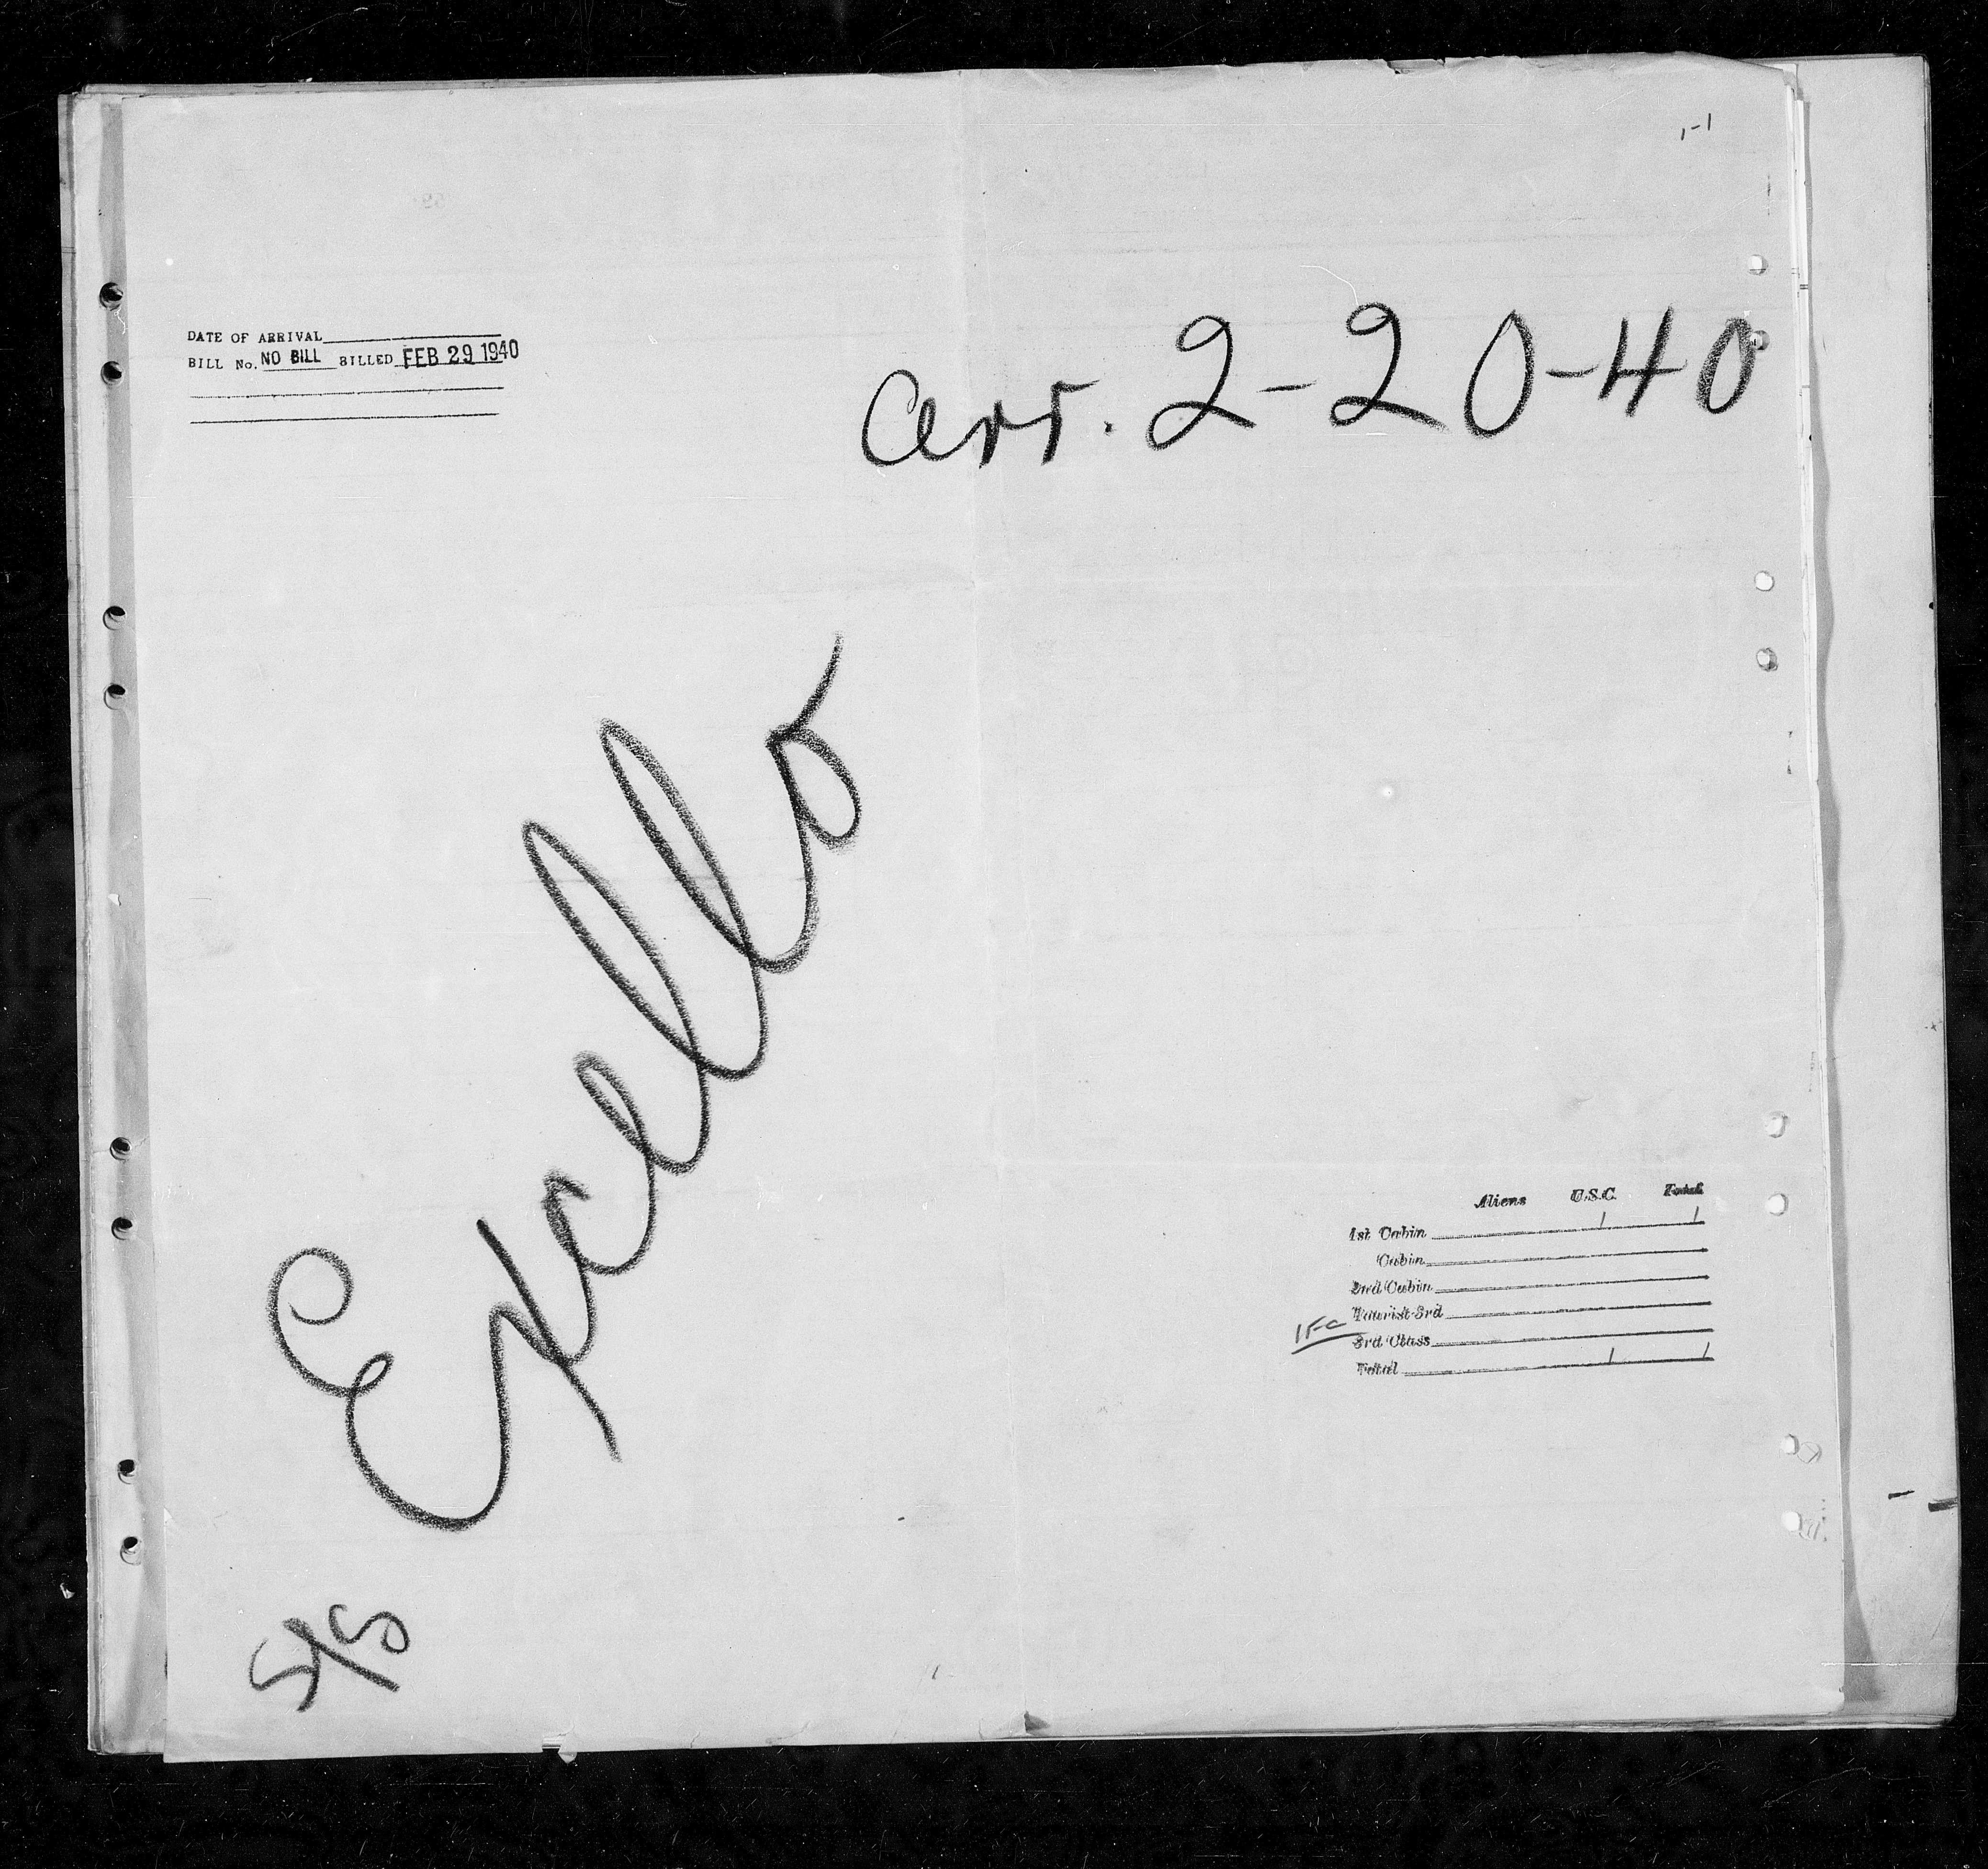 1-1
DATE OF ARRIVAL
BILL No. NO BILL BILLED FEB 29 1940
arr. 2-20-40
S/S Excello
Aliens U.S.C. Total
1st Cabin 1 1
Cabin
2nd Cabin
Tourist 3rd
3rd Class
Total 1 1